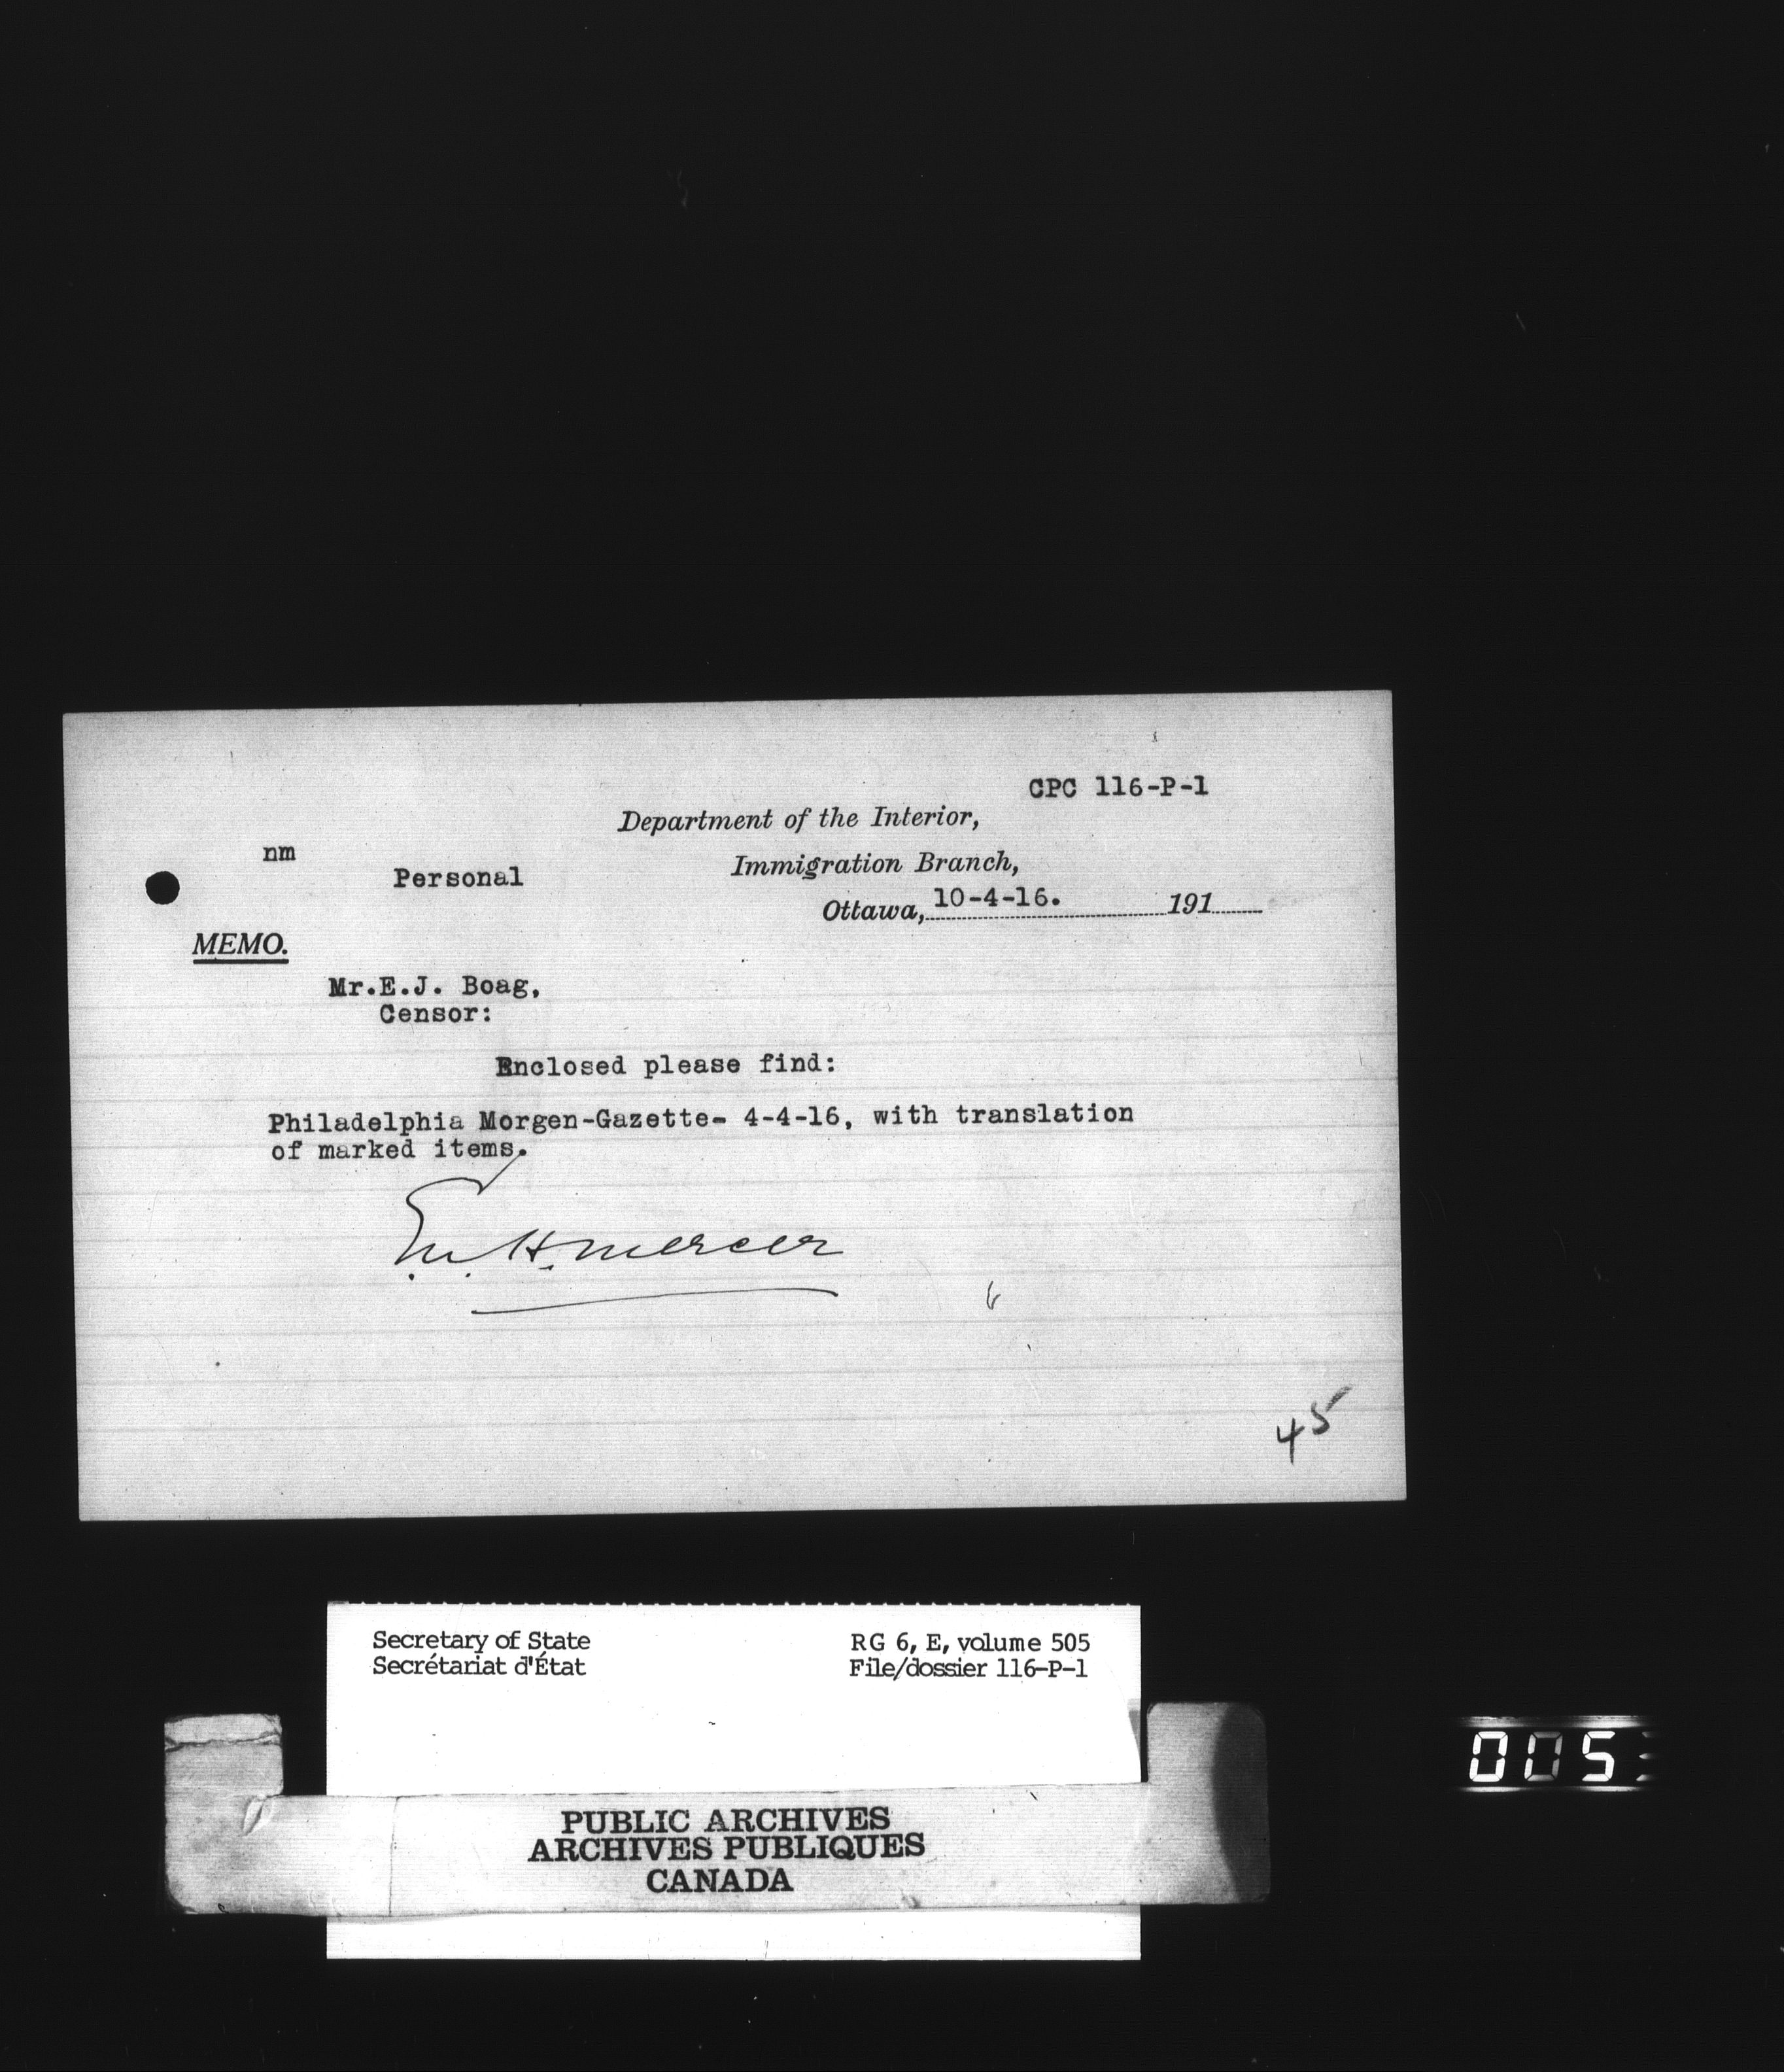 CPC 116-P-1
Department of the Interior,
nm
Immigration Branch,
Personal
Ottawa, 10-4-16. 191
MEMO.
Mr.E.J. Boag,
Censor:
Enclosed please find:
Philadelphia Morgen-Gazette- 4-4-16, with translation
of marked items.
E.M.H. Mercer
45
Secretary of State
Secrétariat d'État
RG 6, E, volume 505
File/dossier 116-P-1
PUBLIC ARCHIVES
ARCHIVES PUBLIQUES
CANADA
005